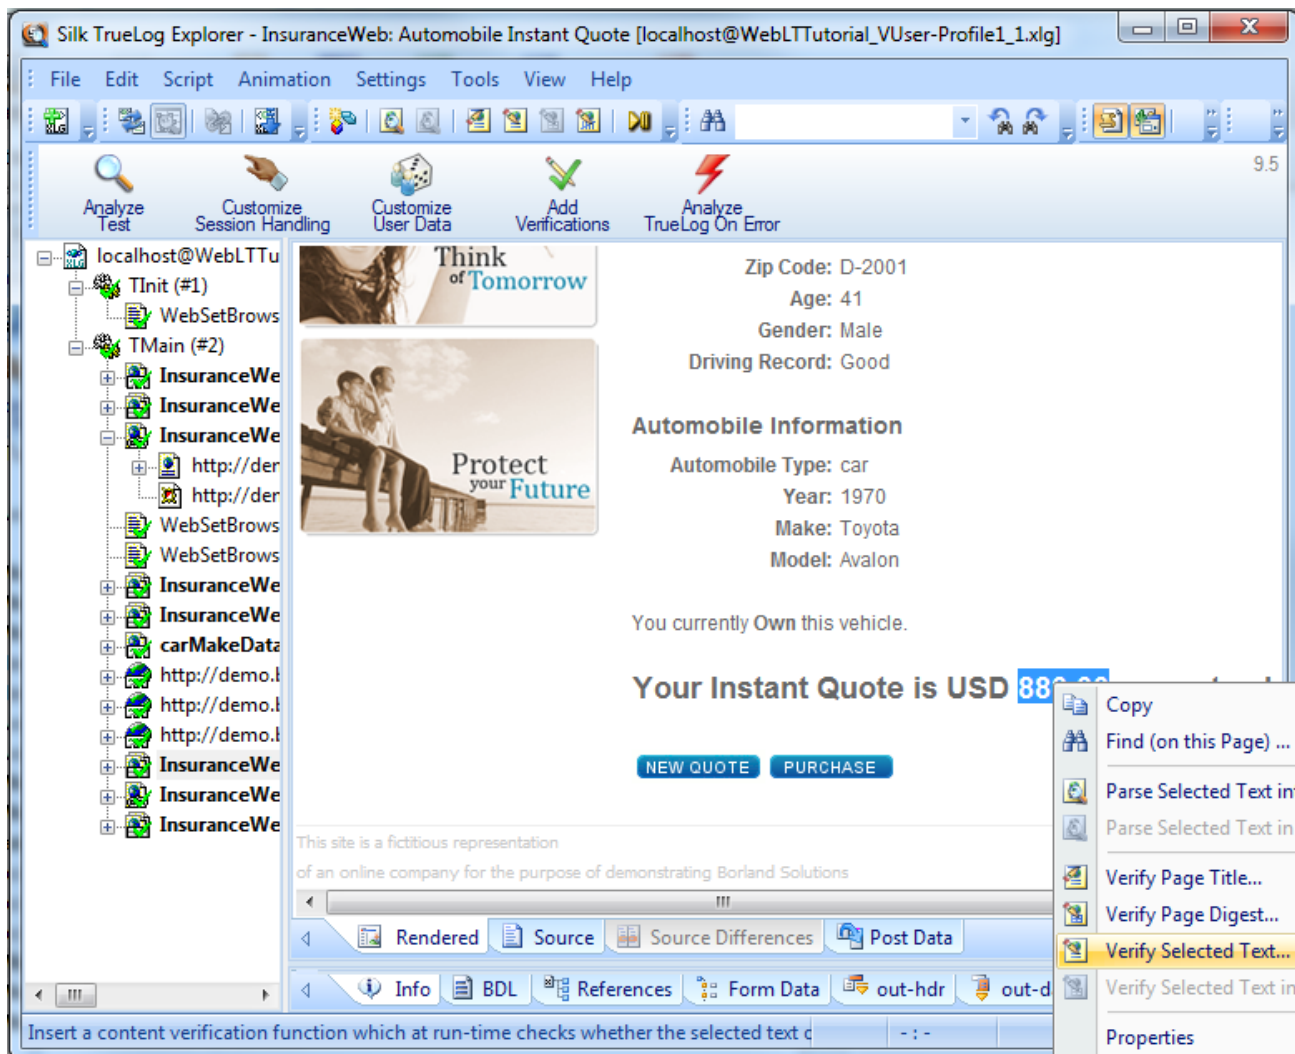 Silk TrueLog Explorer - InsuranceWeb: Automobile Instant Quote [localhost@WebLTTutorial_VUser-Profile1_1.xlg]
File Edit Script Animation Settings Tools View Help
9.5
Analyze Test
Customize Session Handling
Customize User Data
Add Verifications
Analyze TrueLog On Error
localhost@WebLTTu
TInit (#1)
WebSetBrows
TMain (#2)
InsuranceWe
InsuranceWe
InsuranceWe
http://der
http://der
WebSetBrows
WebSetBrows
InsuranceWe
InsuranceWe
carMakeData
http://demo.b
http://demo.b
http://demo.b
InsuranceWe
InsuranceWe
InsuranceWe
Think
of Tomorrow
Protect
your Future
Zip Code: D-2001
Age: 41
Gender: Male
Driving Record: Good
Automobile Information
Automobile Type: car
Year: 1970
Make: Toyota
Model: Avalon
You currently Own this vehicle.
Your Instant Quote is USD
NEW QUOTE PURCHASE
This site is a fictitious representation
of an online company for the purpose of demonstrating Borland Solutions
Copy
Find (on this Page) ...
Parse Selected Text in
Parse Selected Text in
Verify Page Title...
Verify Page Digest...
Verify Selected Text...
Verify Selected Text in
Properties
Rendered Source Source Differences Post Data
Info BDL References Form Data out-hdr out-d
Insert a content verification function which at run-time checks whether the selected text c
- : -